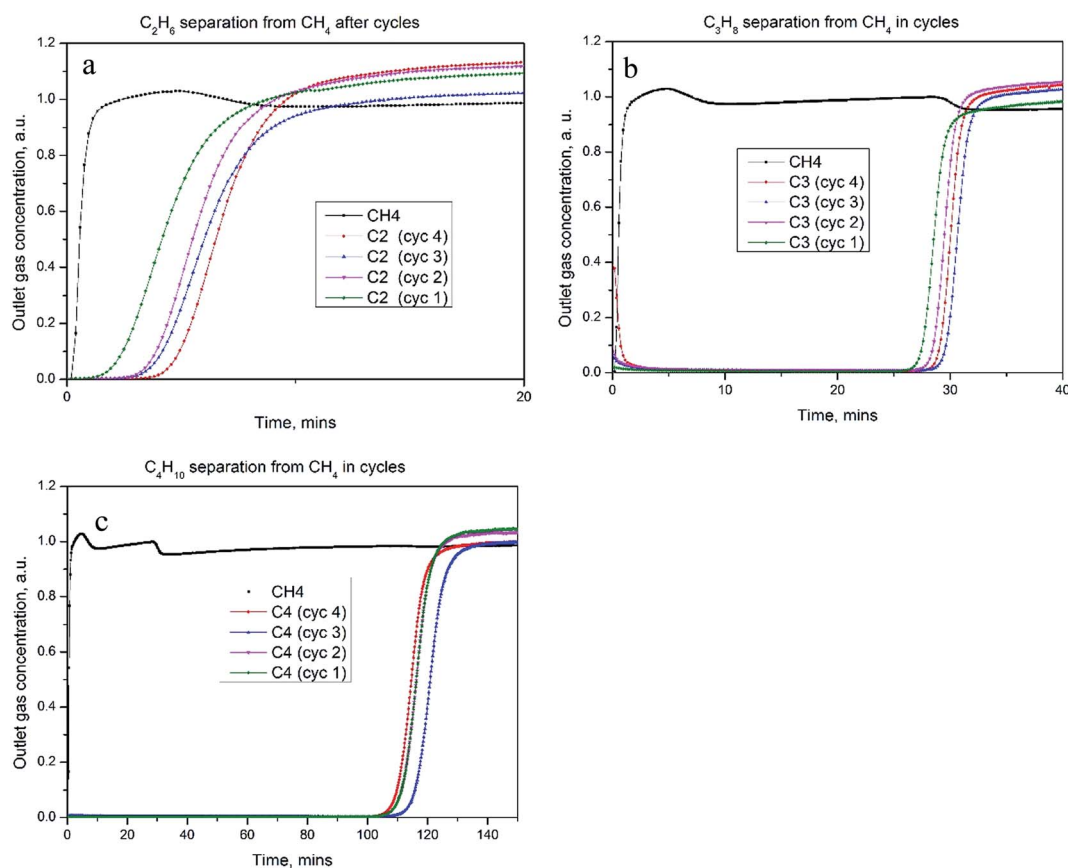 C₂H₆ separation from CH₄ after cycles
a
1.2
1.0
0.8
0.6
0.4
0.2
0.0
Outlet gas concentration, a.u.
CH4
C2 (cyc 4)
C2 (cyc 3)
C2 (cyc 2)
C2 (cyc 1)
0 20
Time, mins
C₃H₈ separation from CH₄ in cycles
b
1.2
1.0
0.8
0.6
0.4
0.2
0.0
Outlet gas concentration, a. u.
CH4
C3 (cyc 4)
C3 (cyc 3)
C3 (cyc 2)
C3 (cyc 1)
0 10 20 30 40
Time, mins
C₄H₁₀ separation from CH₄ in cycles
c
1.2
1.0
0.8
0.6
0.4
0.2
0.0
Outlet gas concentration, a.u.
CH4
C4 (cyc 4)
C4 (cyc 3)
C4 (cyc 2)
C4 (cyc 1)
0 20 40 60 80 100 120 140
Time, mins